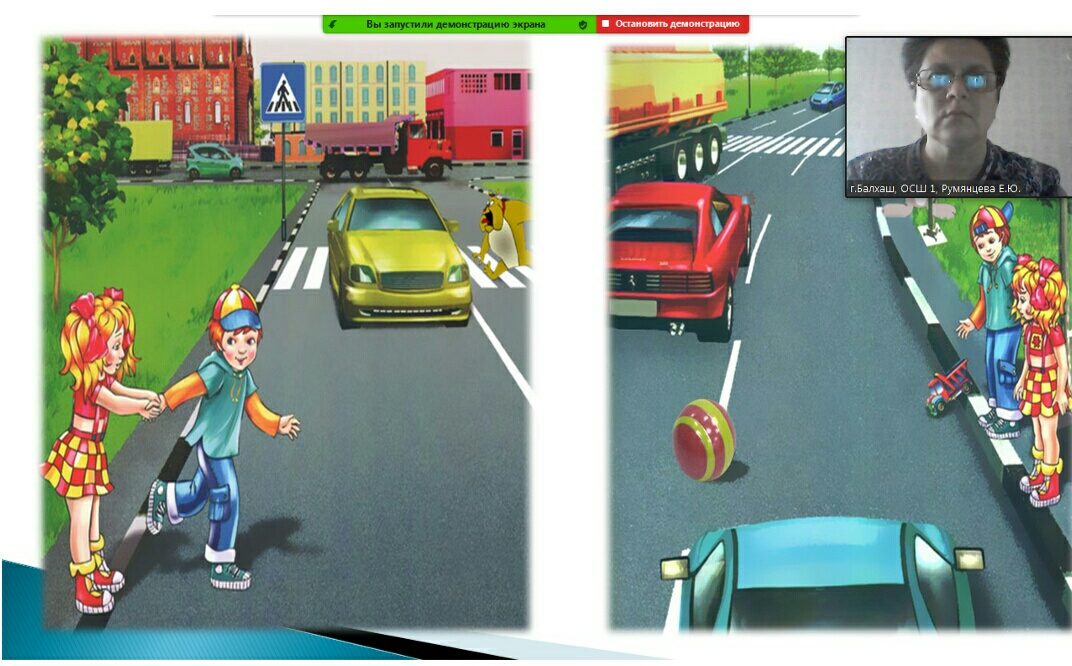 Вы запустили демонстрацию экрана
Остановить демонстрацию
г.Балхаш, ОСШ 1, Румянцева Е.Ю.